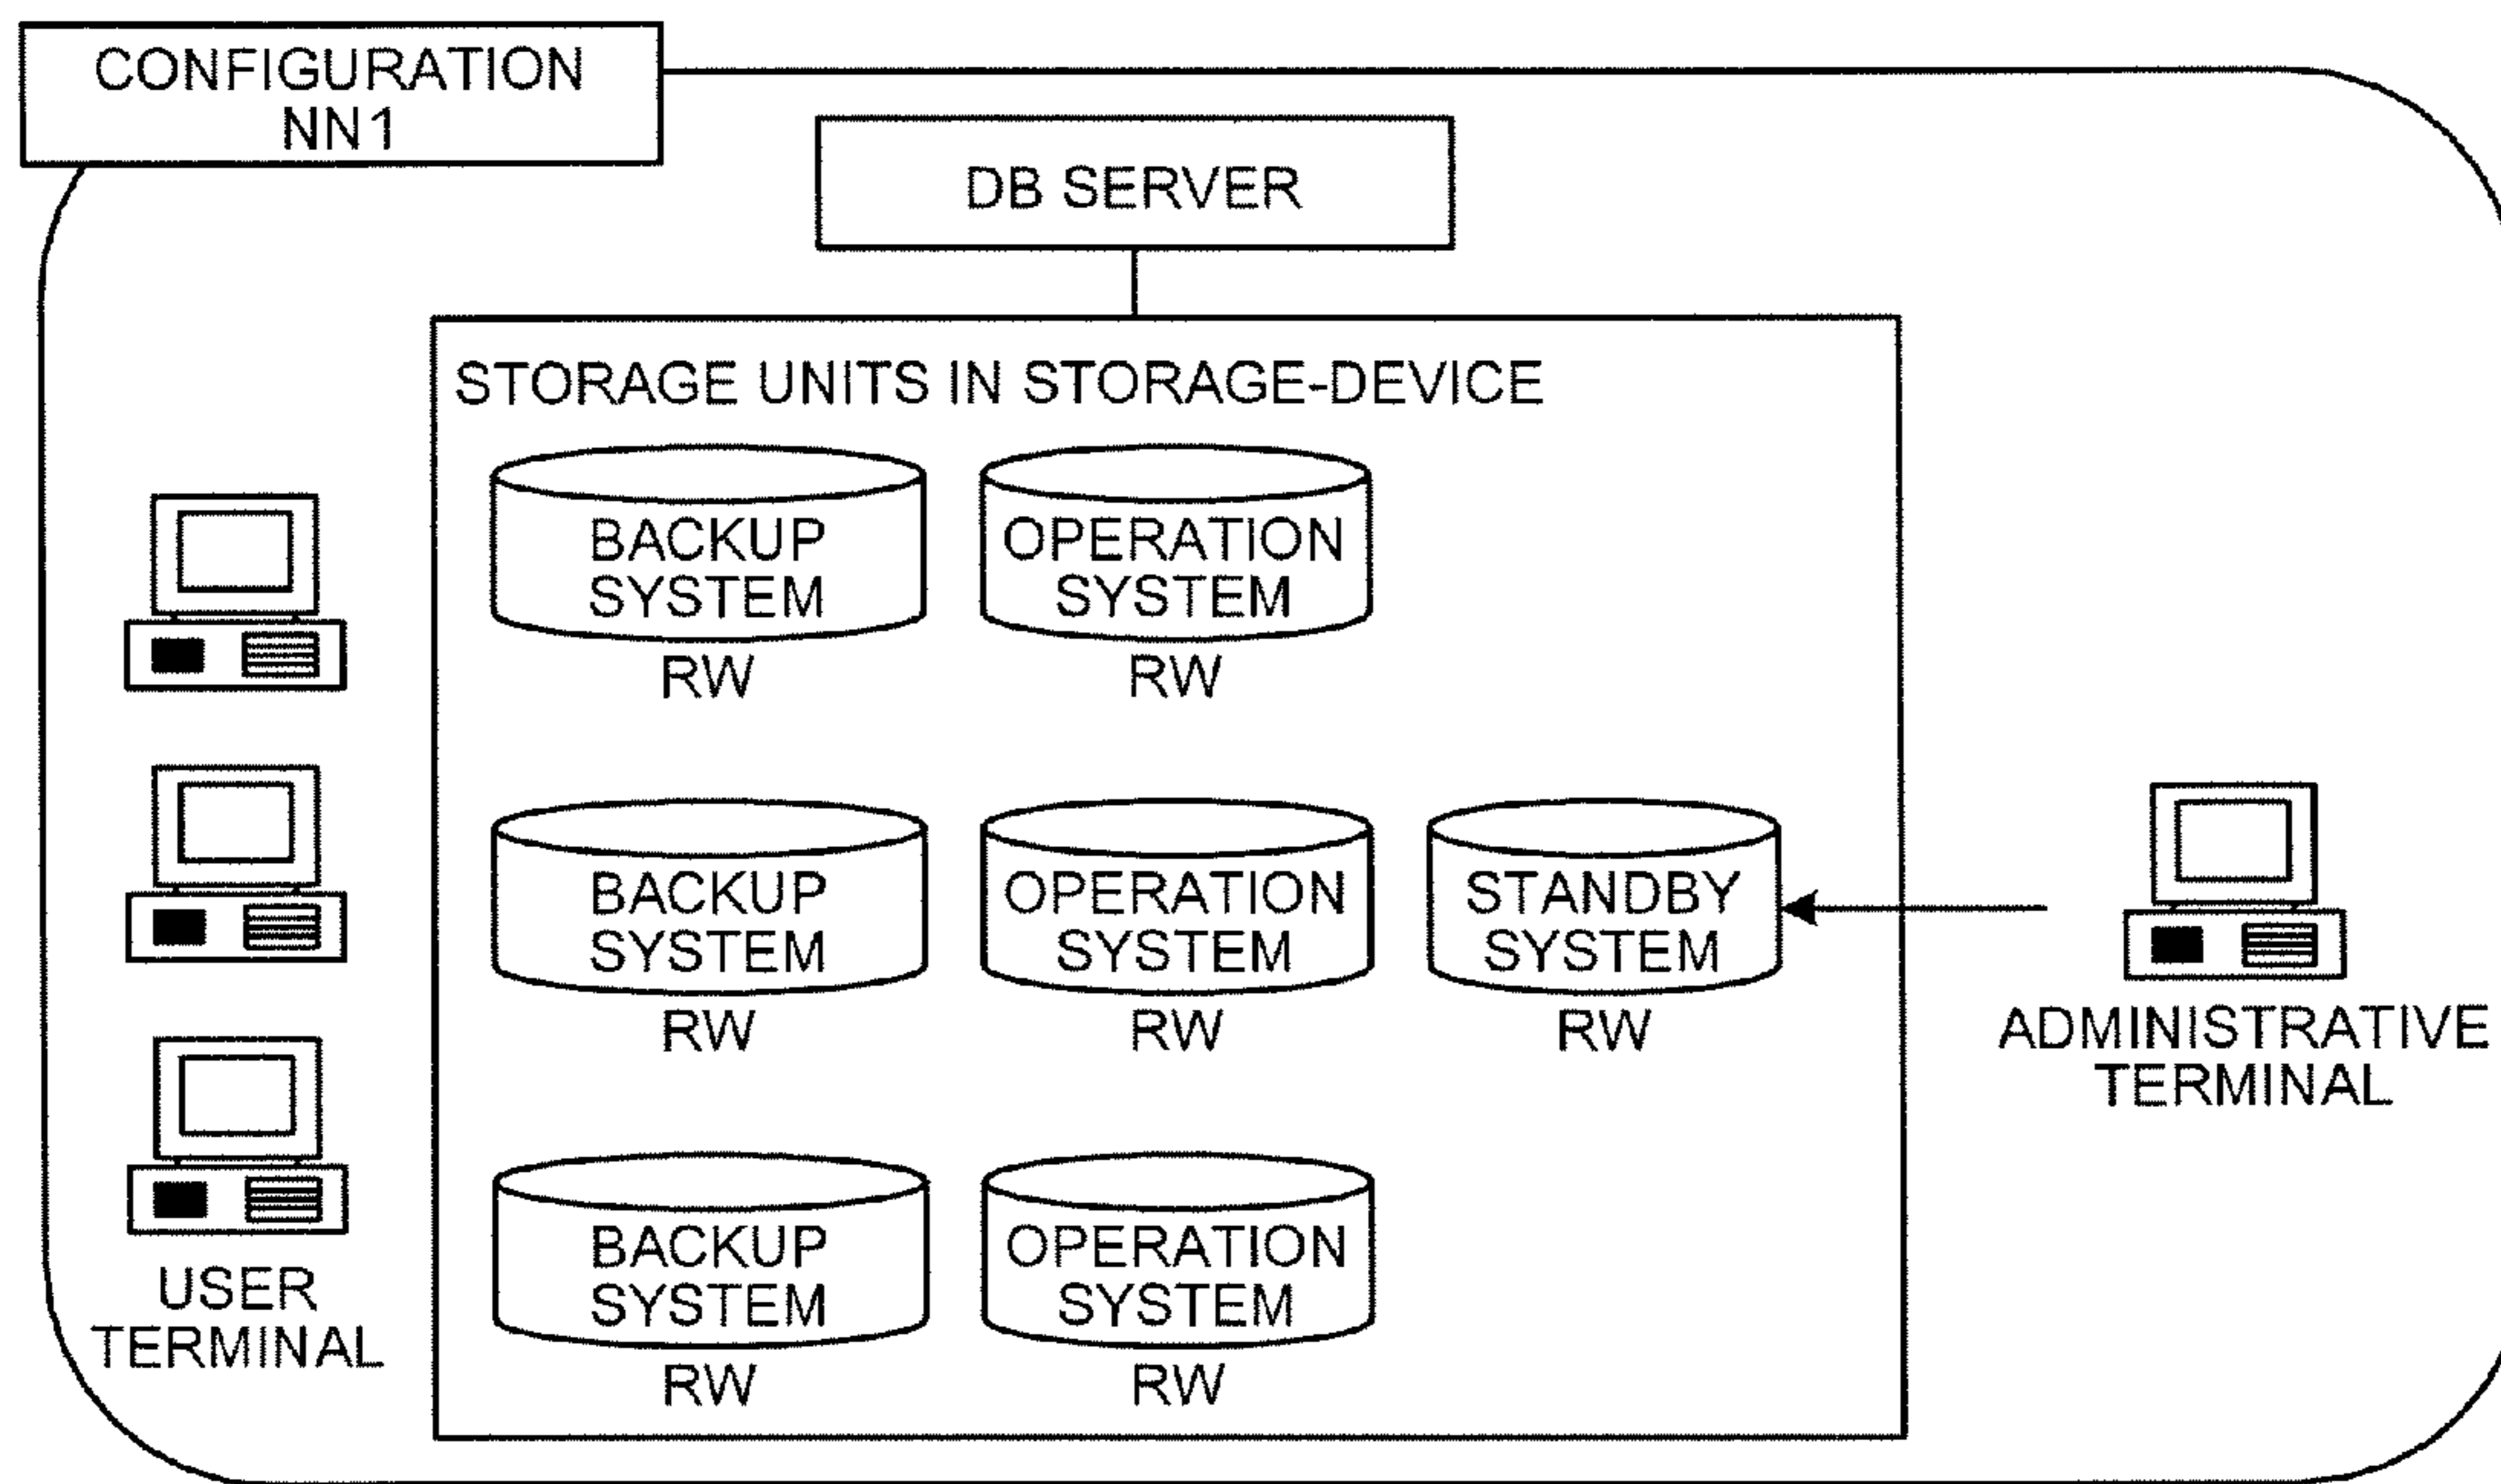 CONFIGURATION
NN1
DB SERVER
STORAGE UNITS IN STORAGE-DEVICE
BACKUP
SYSTEM
RW
OPERATION
SYSTEM
RW
BACKUP
SYSTEM
RW
OPERATION
SYSTEM
RW
STANDBY
SYSTEM
RW
BACKUP
SYSTEM
RW
OPERATION
SYSTEM
RW
USER
TERMINAL
ADMINISTRATIVE
TERMINAL